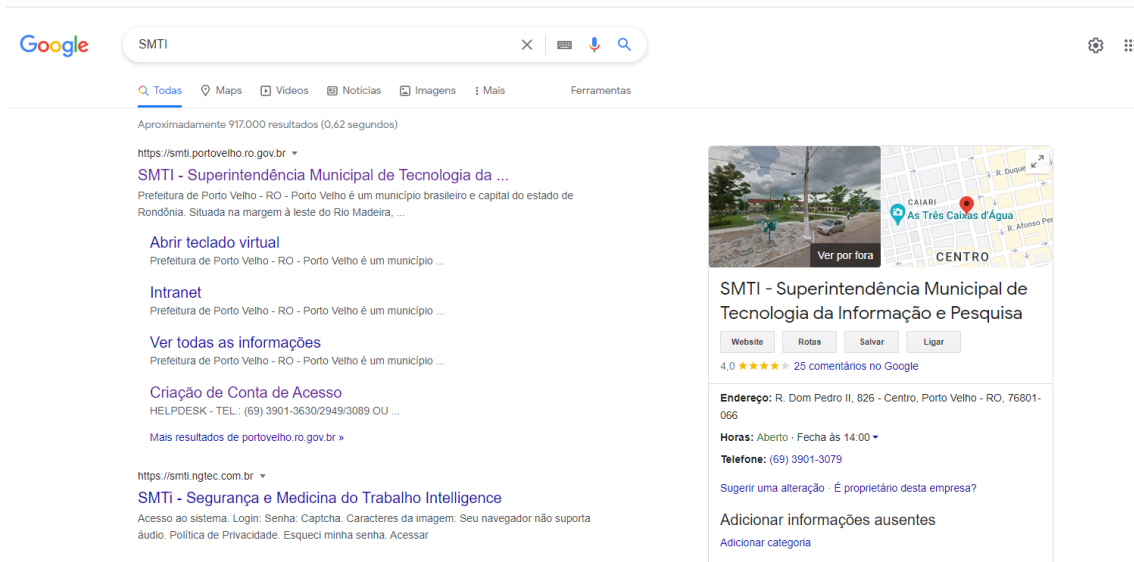 Google
SMTI
Todas
Maps
Vídeos
Notícias
Imagens
Mais
Ferramentas
Aproximadamente 917.000 resultados (0,62 segundos)
https://smti.portovelho.ro.gov.br
SMTI - Superintendência Municipal de Tecnologia da ...
Prefeitura de Porto Velho - RO - Porto Velho é um município brasileiro e capital do estado de
Rondônia. Situada na margem à leste do Rio Madeira, ...
Abrir teclado virtual
Prefeitura de Porto Velho - RO - Porto Velho é um município ...
Intranet
Prefeitura de Porto Velho - RO - Porto Velho é um município ...
Ver todas as informações
Prefeitura de Porto Velho - RO - Porto Velho é um município ...
Criação de Conta de Acesso
HELPDESK - TEL.: (69) 3901-3630/2949/3089 OU ...
Mais resultados de portovelho.ro.gov.br »
https://smti.ngtec.com.br
SMTi - Segurança e Medicina do Trabalho Intelligence
Acesso ao sistema. Login: Senha: Captcha. Caracteres da imagem: Seu navegador não suporta
áudio. Política de Privacidade. Esqueci minha senha. Acessar
Ver por fora
R. Duque
CAIARI
As Três Caixas d'Água
R. Afonso Per
CENTRO
SMTI - Superintendência Municipal de
Tecnologia da Informação e Pesquisa
Website
Rotas
Salvar
Ligar
4,0 25 comentários no Google
Endereço: R. Dom Pedro II, 826 - Centro, Porto Velho - RO, 76801-
066
Horas: Aberto · Fecha às 14:00
Telefone: (69) 3901-3079
Sugerir uma alteração · É proprietário desta empresa?
Adicionar informações ausentes
Adicionar categoria